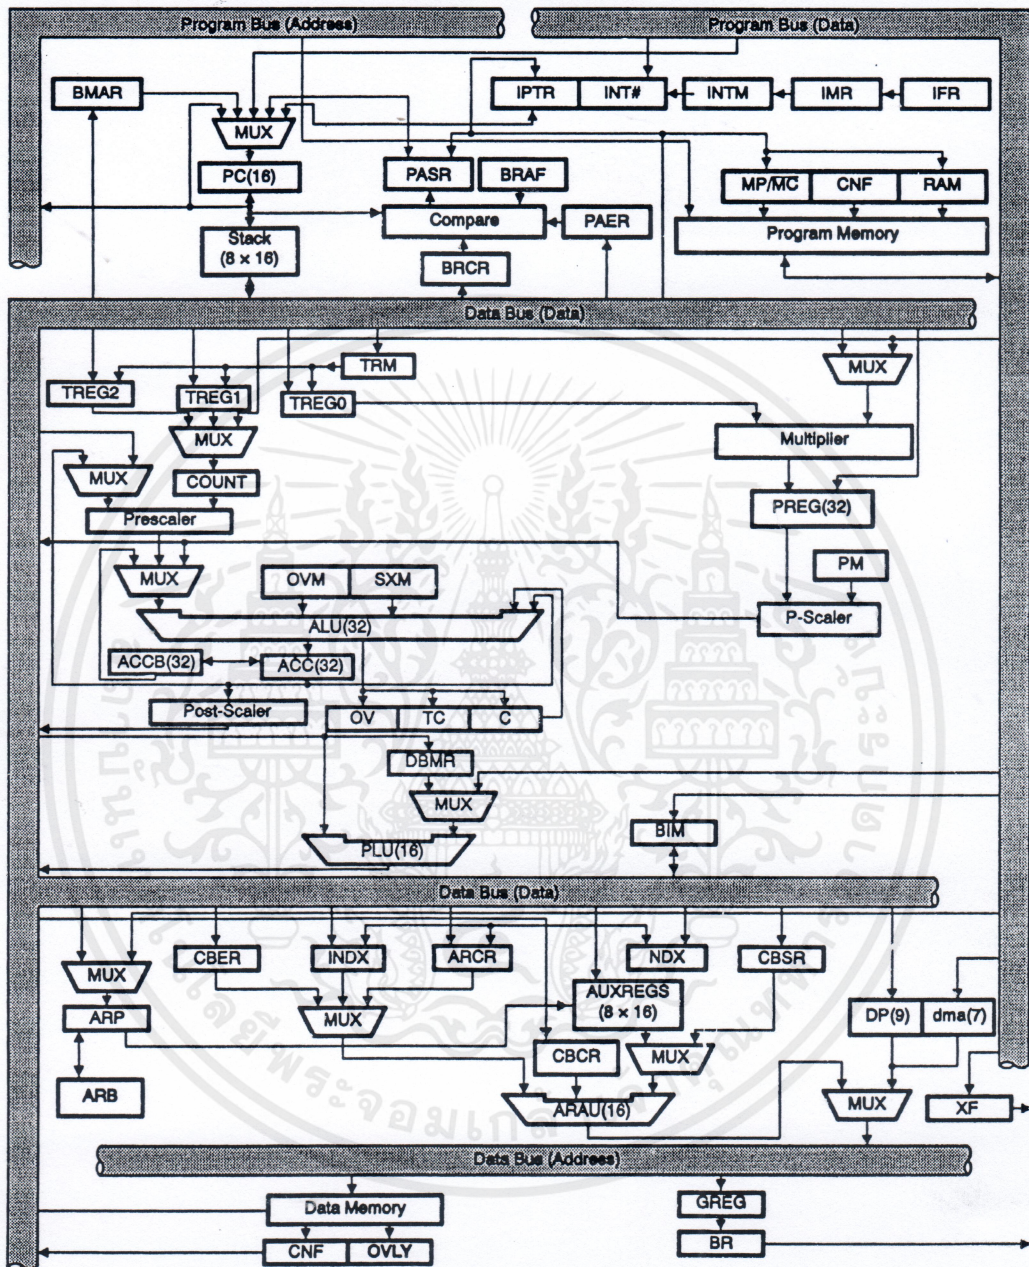 Program Bus (Address)
Program Bus (Data)
BMAR
IPTR
INT#
INTM
IMR
IFR
MUX
PC(16)
PASR
BRAF
MP/MC
CNF
RAM
Compare
PAER
Program Memory
Stack
(8 × 16)
BRCR
Data Bus (Data)
TRM
MUX
TREG2
TREG1
TREG0
MUX
Multiplier
MUX
COUNT
PREG(32)
Prescaler
MUX
OVM
SXM
PM
ALU(32)
P-Scaler
ACCB(32)
ACC(32)
Post-Scaler
OV
TC
C
DBMR
MUX
BIM
PLU(16)
Data Bus (Data)
MUX
CBER
INDX
ARCR
NDX
CBSR
AUXREGS
(8 × 16)
ARP
MUX
DP(9)
dma(7)
CBCR
MUX
ARB
ARAU(16)
MUX
XF
Data Bus (Address)
Data Memory
GREG
CNF
OVLY
BR